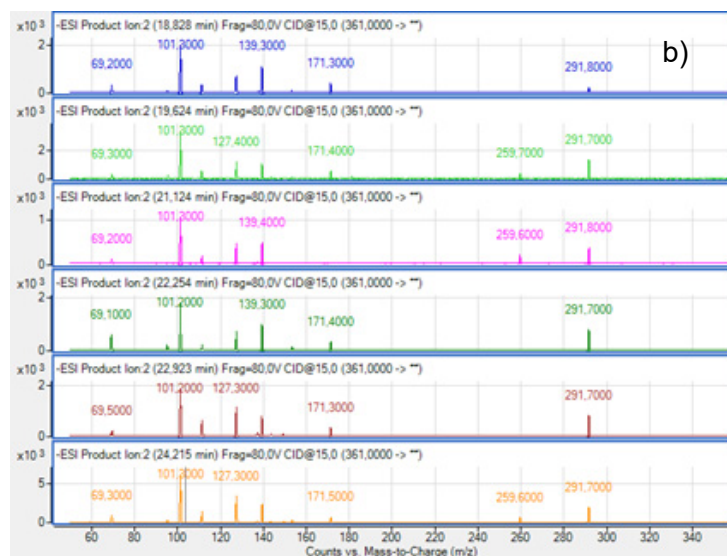 b)
x10 3 -ESI Product Ion:2 (18,828 min) Frag=80,0V CID@15,0 (361,0000 -> **)
2
0
69,2000 101,3000 139,3000 171,3000 291,8000
x10 3 -ESI Product Ion:2 (19,624 min) Frag=80,0V CID@15,0 (361,0000 -> **)
2
0
69,3000 101,3000 127,4000 171,4000 259,7000 291,7000
x10 3 -ESI Product Ion:2 (21,124 min) Frag=80,0V CID@15,0 (361,0000 -> **)
1
0
69,2000 101,3000 139,4000 259,6000 291,8000
x10 3 -ESI Product Ion:2 (22,254 min) Frag=80,0V CID@15,0 (361,0000 -> **)
2
0
69,1000 101,2000 139,3000 171,4000 291,7000
x10 3 -ESI Product Ion:2 (22,923 min) Frag=80,0V CID@15,0 (361,0000 -> **)
2
0
69,5000 101,2000 127,3000 171,3000 291,7000
x10 3 -ESI Product Ion:2 (24,215 min) Frag=80,0V CID@15,0 (361,0000 -> **)
5
0
69,3000 127,3000 171,5000 259,6000 291,7000
60 80 100 120 140 160 180 200 220 240 260 280 300 320 340
Counts vs. Mass-to-Charge (m/z)